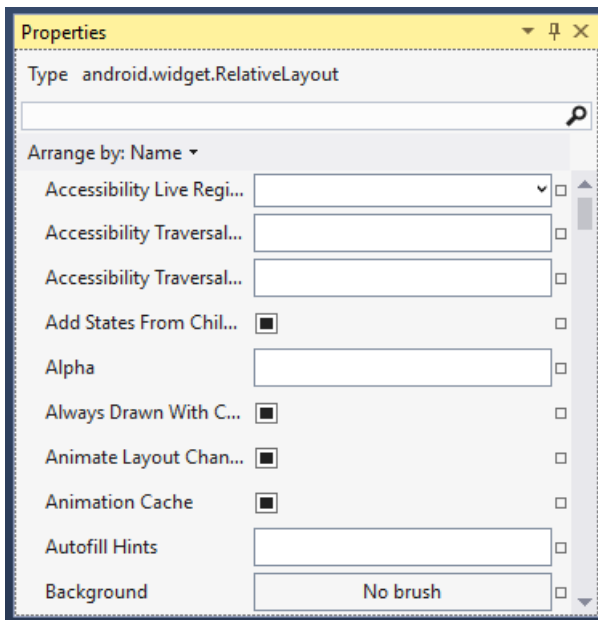 Properties
Type android.widget.RelativeLayout
Arrange by: Name
Accessibility Live Regi...
Accessibility Traversal...
Accessibility Traversal...
Add States From Chil...
Alpha
Always Drawn With C...
Animate Layout Chan...
Animation Cache
Autofill Hints
Background No brush